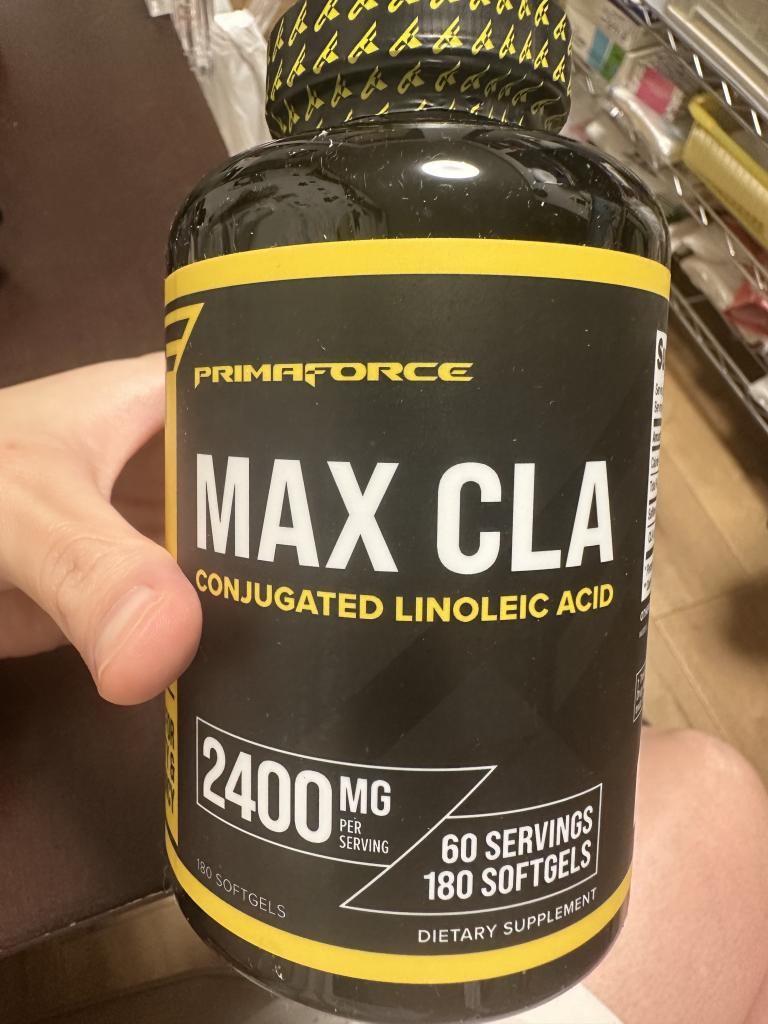 PRIMAFORCE
MAX CLA
CONJUGATED LINOLEIC ACID
2400 MG
PER
SERVING
60 SERVINGS
180 SOFTGELS
180 SOFTGELS
DIETARY SUPPLEMENT